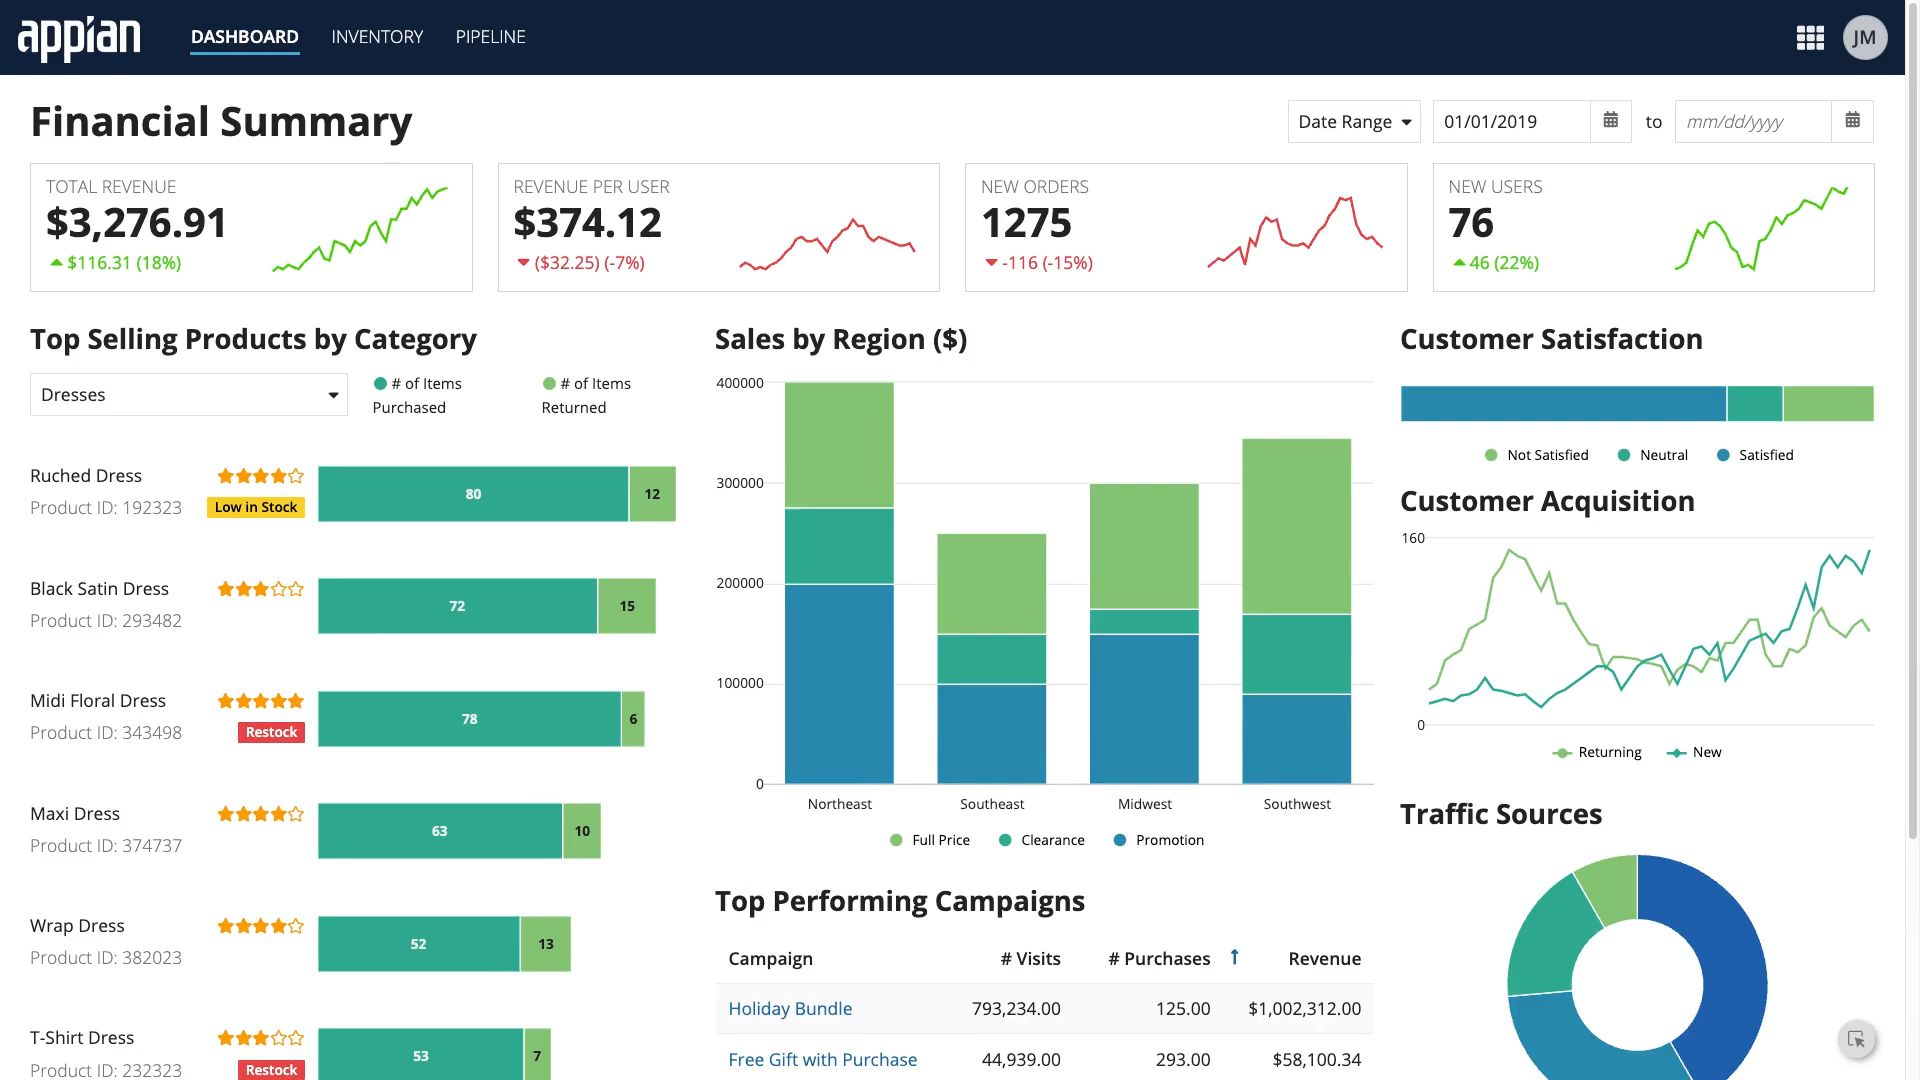 appian DASHBOARD INVENTORY PIPELINE JM
Financial Summary
Date Range 01/01/2019 to mm/dd/yyyy
TOTAL REVENUE
$3,276.91
$116.31 (18%)
REVENUE PER USER
$374.12
($32.25) (-7%)
NEW ORDERS
1275
-116 (-15%)
NEW USERS
76
46 (22%)
Top Selling Products by Category
Dresses
# of Items
Purchased
# of Items
Returned
Ruched Dress
Product ID: 192323
Low in Stock
80 12
Black Satin Dress
Product ID: 293482
72 15
Midi Floral Dress
Product ID: 343498
Restock
78 6
Maxi Dress
Product ID: 374737
63 10
Wrap Dress
Product ID: 382023
52 13
T-Shirt Dress
Product ID: 232323
Restock
53 7
Sales by Region ($)
400000
300000
200000
100000
0
Northeast Southeast Midwest Southwest
Full Price Clearance Promotion
Top Performing Campaigns
Campaign # Visits # Purchases Revenue
Holiday Bundle 793,234.00 125.00 $1,002,312.00
Free Gift with Purchase 44,939.00 293.00 $58,100.34
Customer Satisfaction
Not Satisfied Neutral Satisfied
Customer Acquisition
160
0
Returning New
Traffic Sources